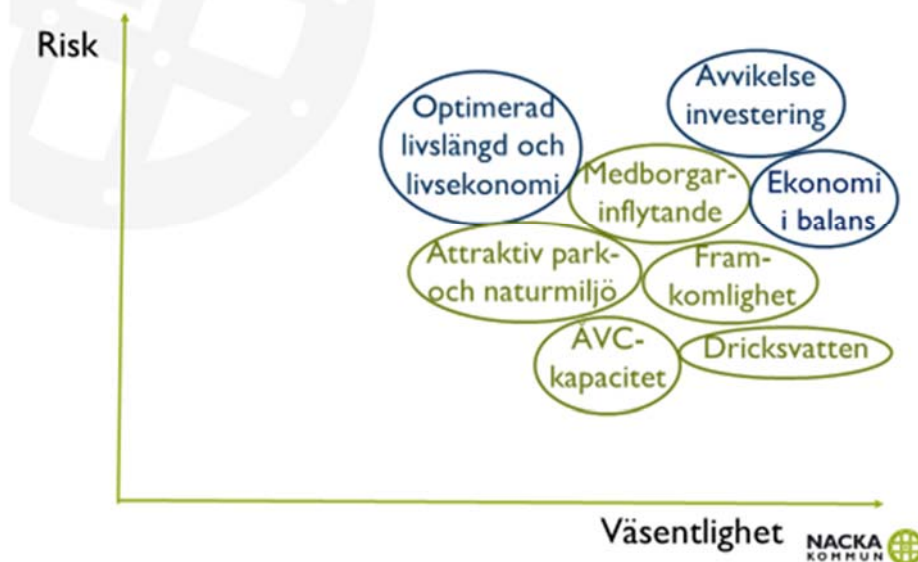 Risk
Avvikelse
investering
Optimerad
livslängd och
livsekonomi
Medborgar-
inflytande
Ekonomi
i balans
Attraktiv park-
och naturmiljö
Fram-
komlighet
ÅVC-
kapacitet
Dricksvatten
Väsentlighet
NACKA
KOMMUN